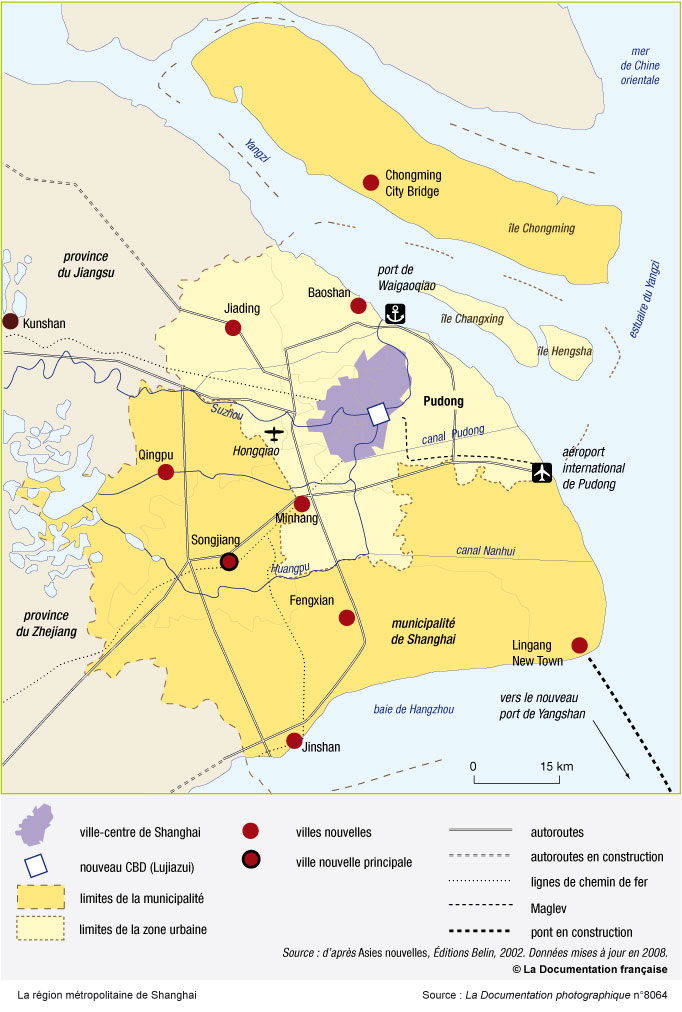 mer
de Chine
orientale
Yangzi
Chongming
City Bridge
île Chongming
province
du Jiangsu
port de
Waigaoqiao
estuaire du Yangzi
Baoshan
Jiading
île Changxing
Kunshan
île Hengsha
Pudong
Suzhou
canal Pudong
Hongqiao
aéroport
international
de Pudong
Qingpu
Minhang
Songjiang
canal Nanhui
Huangpu
Fengxian
province
du Zhejiang
municipalité
de Shanghai
Lingang
New Town
vers le nouveau
port de Yangshan
baie de Hangzhou
Jinshan
0 15 km
ville-centre de Shanghai
nouveau CBD (Lujiazui)
limites de la municipalité
limites de la zone urbaine
villes nouvelles
ville nouvelle principale
autoroutes
autoroutes en construction
lignes de chemin de fer
Maglev
pont en construction
Source : d'après Asies nouvelles, Éditions Belin, 2002. Données mises à jour en 2008.
© La Documentation française
La région métropolitaine de Shanghai
Source : La Documentation photographique n°8064